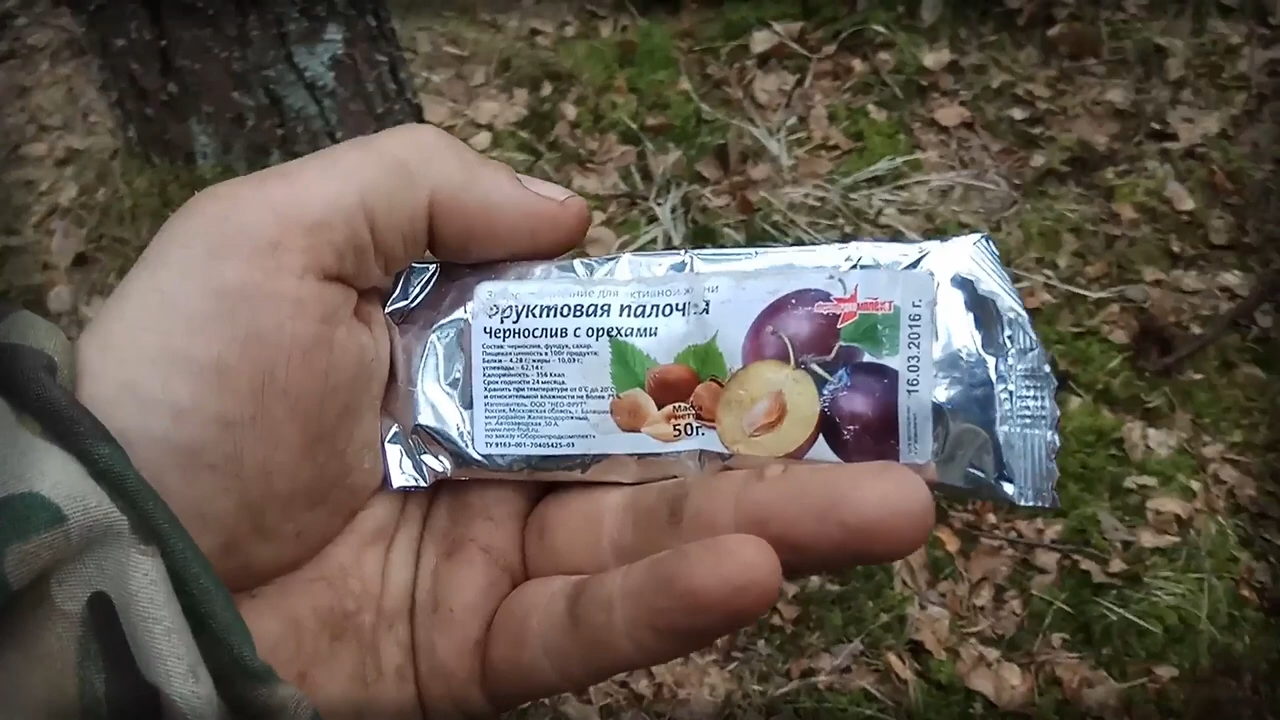 для активной жизни
Фруктовая палочка
Чернослив с орехами
Состав: чернослив, фундук, сахар.
Пищевая ценность в 100г продукта:
Белки – 4,28 г; жиры – 10,03 г;
углеводы – 62,14 г.
Калорийность – 356 Ккал
Срок годности 24 месяца.
Хранить при температуре от 0°С до 20°С
и относительной влажности не более
Изготовитель: ООО "НЕО-ФРУТ"
Россия, Московская область, г. Балашиха
микрорайон Железнодорожный,
ул. Автозаводская ,50 А.
www.neo-fruit.ru.
по заказу «Оборонпродкомплект»
ТУ 9163-001-70405425-03
Масса
нетто
50г.
16.03.2016 г.